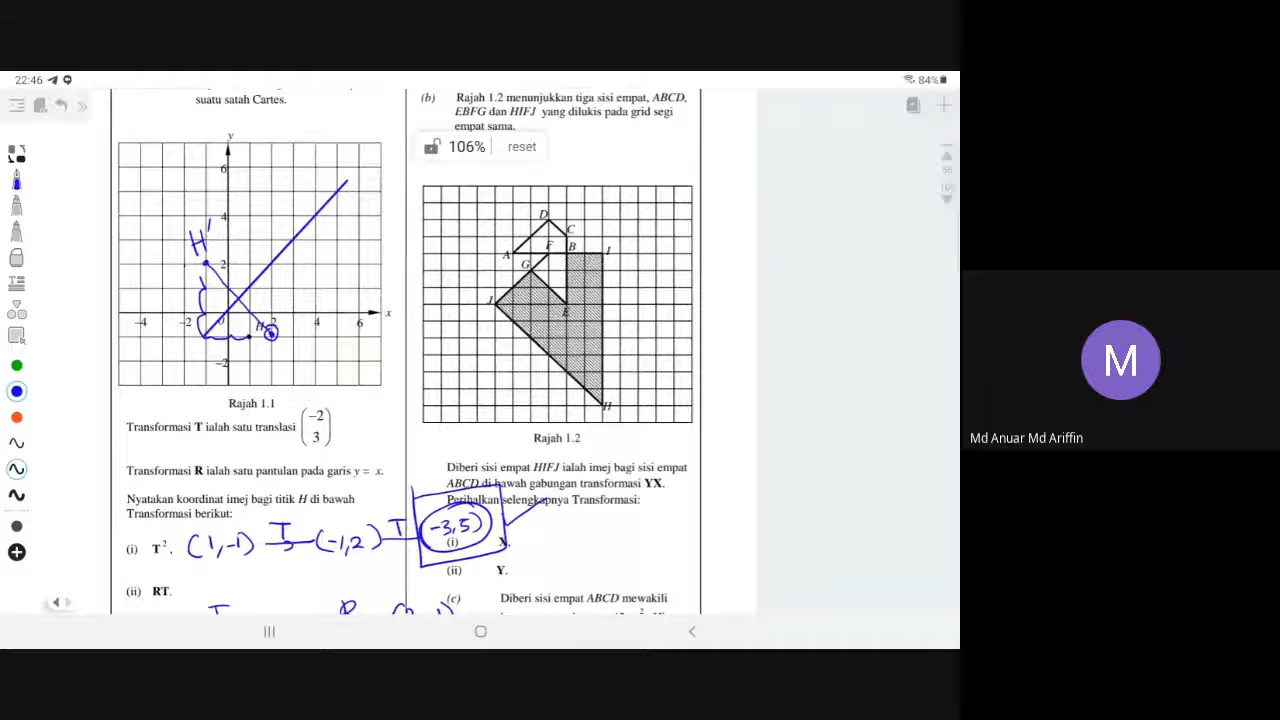 22:46
84%
suatu satah Cartes.
y
6
4
H'
2
-4
-2
0
H
2
4
6
x
-2
Rajah 1.1
Transformasi T ialah satu translasi (-2 3)
Transformasi R ialah satu pantulan pada garis y = x.
Nyatakan koordinat imej bagi titik H di bawah
Transformasi berikut:
(i) T². (1,-1) T (-1,2) T (-3,5)
(ii) RT.
T R
(b) Rajah 1.2 menunjukkan tiga sisi empat, ABCD,
EBFG dan HIFJ yang dilukis pada grid segi
empat sama.
106% reset
D
C
A F B I
G
J E
H
Rajah 1.2
Diberi sisi empat HIFJ ialah imej bagi sisi empat
ABCD di bawah gabungan transformasi YX.
Perihalkan selengkapnya Transformasi:
(i) X.
(ii) Y.
(c) Diberi sisi empat ABCD mewakili
M
Md Anuar Md Ariffin